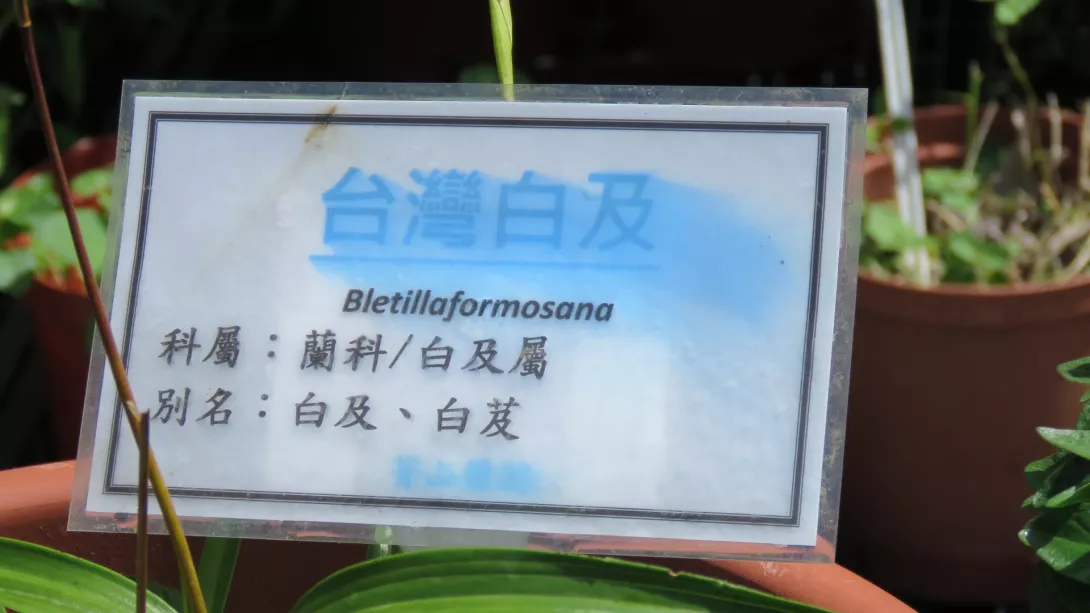 台灣白及
Bletillaformosana
科屬：蘭科/白及屬
別名：白及、白芨